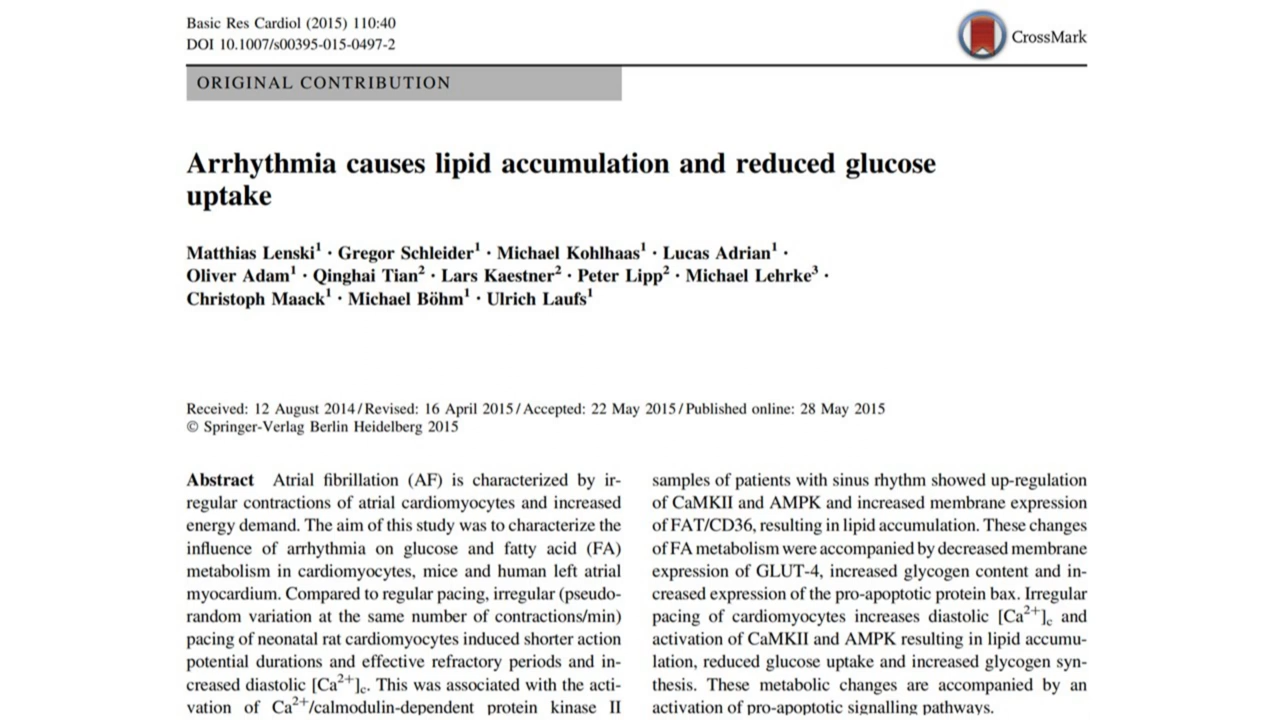 Basic Res Cardiol (2015) 110:40
DOI 10.1007/s00395-015-0497-2
CrossMark
ORIGINAL CONTRIBUTION
Arrhythmia causes lipid accumulation and reduced glucose
uptake
Matthias Lenski¹ · Gregor Schleider¹ · Michael Kohlhaas¹ · Lucas Adrian¹ ·
Oliver Adam¹ · Qinghai Tian² · Lars Kaestner² · Peter Lipp² · Michael Lehrke³ ·
Christoph Maack¹ · Michael Böhm¹ · Ulrich Laufs¹
Received: 12 August 2014 / Revised: 16 April 2015 / Accepted: 22 May 2015 / Published online: 28 May 2015
© Springer-Verlag Berlin Heidelberg 2015
Abstract Atrial fibrillation (AF) is characterized by ir-
regular contractions of atrial cardiomyocytes and increased
energy demand. The aim of this study was to characterize the
influence of arrhythmia on glucose and fatty acid (FA)
metabolism in cardiomyocytes, mice and human left atrial
myocardium. Compared to regular pacing, irregular (pseudo-
random variation at the same number of contractions/min)
pacing of neonatal rat cardiomyocytes induced shorter action
potential durations and effective refractory periods and in-
creased diastolic [Ca²⁺]c. This was associated with the acti-
vation of Ca²⁺/calmodulin-dependent protein kinase II
samples of patients with sinus rhythm showed up-regulation
of CaMKII and AMPK and increased membrane expression
of FAT/CD36, resulting in lipid accumulation. These changes
of FA metabolism were accompanied by decreased membrane
expression of GLUT-4, increased glycogen content and in-
creased expression of the pro-apoptotic protein bax. Irregular
pacing of cardiomyocytes increases diastolic [Ca²⁺]c and
activation of CaMKII and AMPK resulting in lipid accumu-
lation, reduced glucose uptake and increased glycogen syn-
thesis. These metabolic changes are accompanied by an
activation of pro-apoptotic signalling pathways.